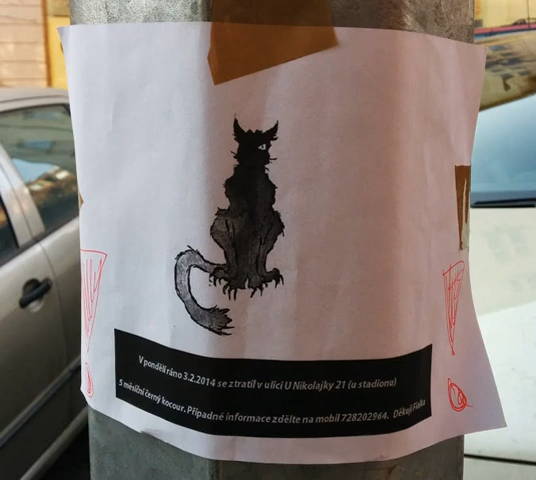 V pondělí ráno 3.2.2014 se ztratil v ulici U Nikolajky 21 (u stadionu)
5 měsíční černý kocour. Případné informace zdělte na mobil 728202964. Děkuji Fialka